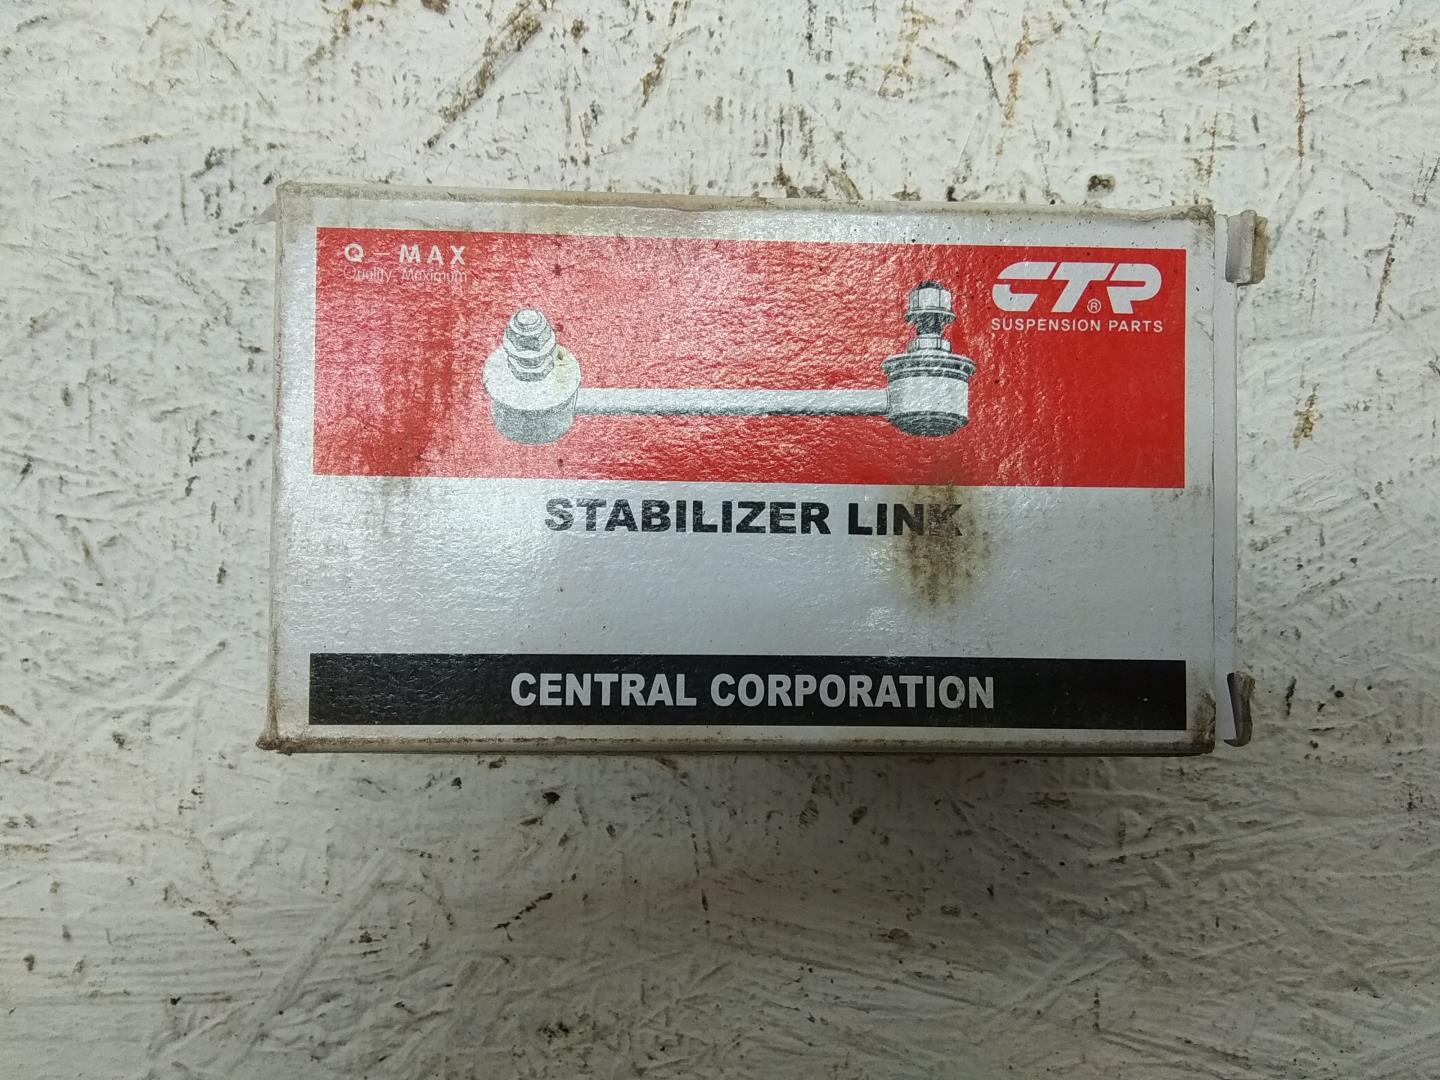 Q-MAX
Quality Maximum
CTR
®
SUSPENSION PARTS
STABILIZER LINK
CENTRAL CORPORATION